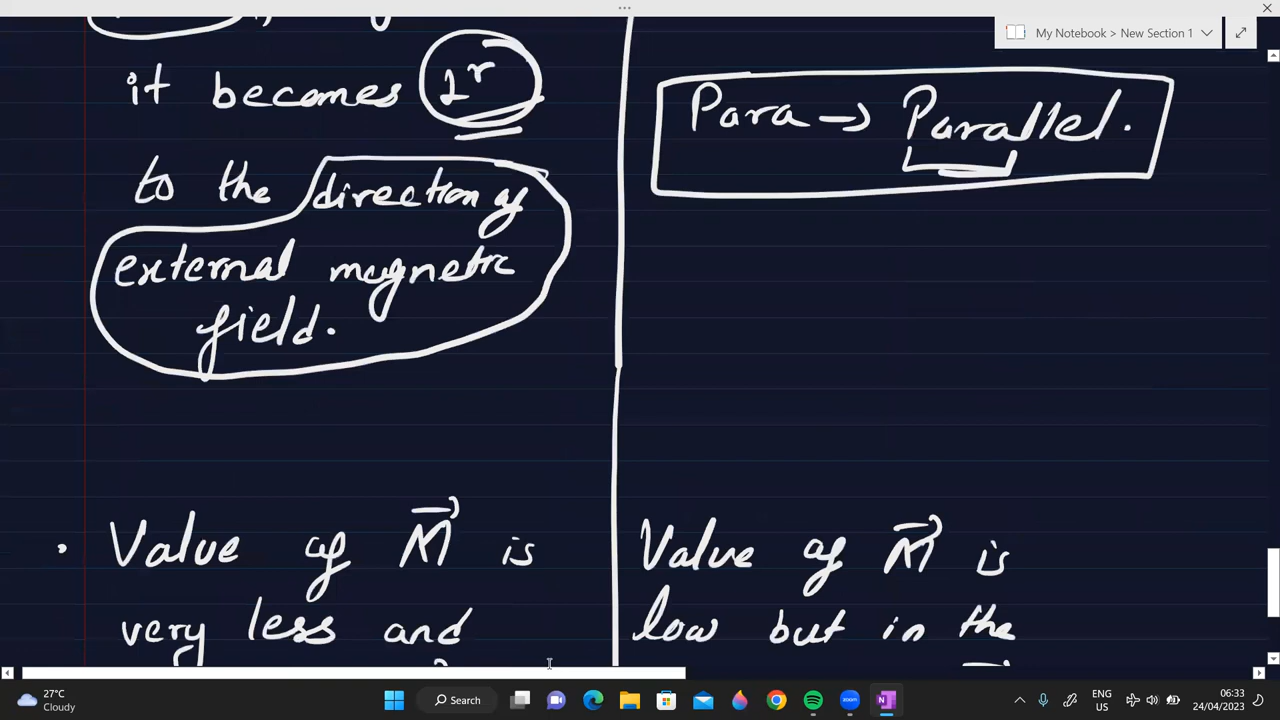 My Notebook > New Section 1
it becomes ⊥r
to the direction of
external magnetic
field.
Para → Parallel.
• Value of M⃗ is
very less and
Value of M⃗ is
low but in the
27°C
Cloudy
Search
ENG
US
06:33
24/04/2023